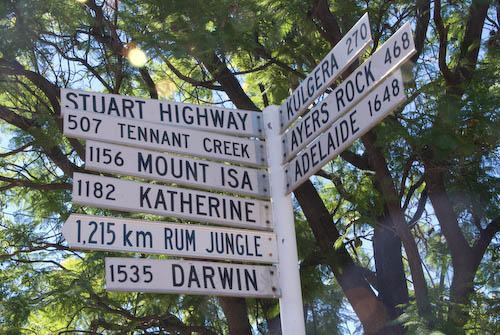 STUART HIGHWAY
507 TENNANT CREEK
1156 MOUNT ISA
1182 KATHERINE
1,215 km RUM JUNGLE
1535 DARWIN
KULGERA 270
AYERS ROCK 468
ADELAIDE 1648